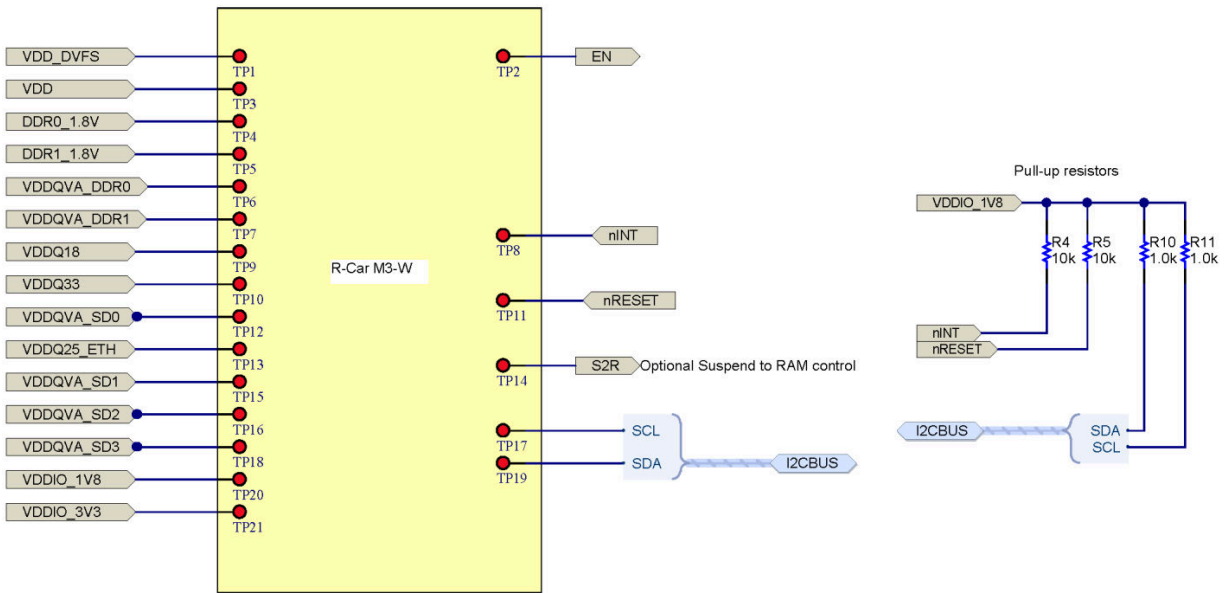 VDD_DVFS
TP1
VDD
TP3
DDR0_1.8V
TP4
DDR1_1.8V
TP5
VDDQVA_DDR0
TP6
VDDQVA_DDR1
TP7
VDDQ18
TP9
VDDQ33
TP10
VDDQVA_SD0
TP12
VDDQ25_ETH
TP13
VDDQVA_SD1
TP15
VDDQVA_SD2
TP16
VDDQVA_SD3
TP18
VDDIO_1V8
TP20
VDDIO_3V3
TP21
R-Car M3-W
EN
TP2
nINT
TP8
nRESET
TP11
S2R Optional Suspend to RAM control
TP14
SCL
TP17
SDA
TP19
I2CBUS
Pull-up resistors
VDDIO_1V8
R4
10k
R5
10k
R10
1.0k
R11
1.0k
nINT
nRESET
I2CBUS
SDA
SCL